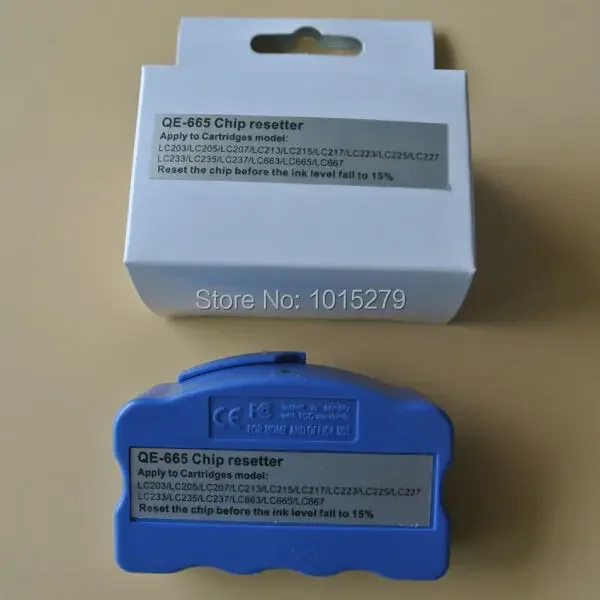 QE-665 Chip resetter
Apply to Cartridges model:
LC203/LC205/LC207/LC213/LC215/LC217/LC223/LC225/LC227
LC233/LC235/LC237/LC663/LC665/LC667
Reset the chip before the ink level fall to 15%
Store No: 1015279
CE FC
with FCC
FOR HOME AND OFFICE USE
QE-665 Chip resetter
Apply to Cartridges model:
LC203/LC205/LC207/LC213/LC215/LC217/LC223/LC225/LC227
LC233/LC235/LC237/LC663/LC665/LC667
Reset the chip before the ink level fall to 15%